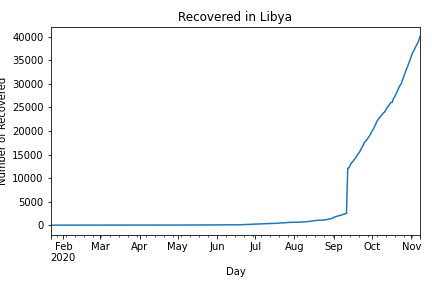 Recovered in Libya
Number of Recovered
40000
35000
30000
25000
20000
15000
10000
5000
0
Feb Mar Apr May Jun Jul Aug Sep Oct Nov
2020
Day